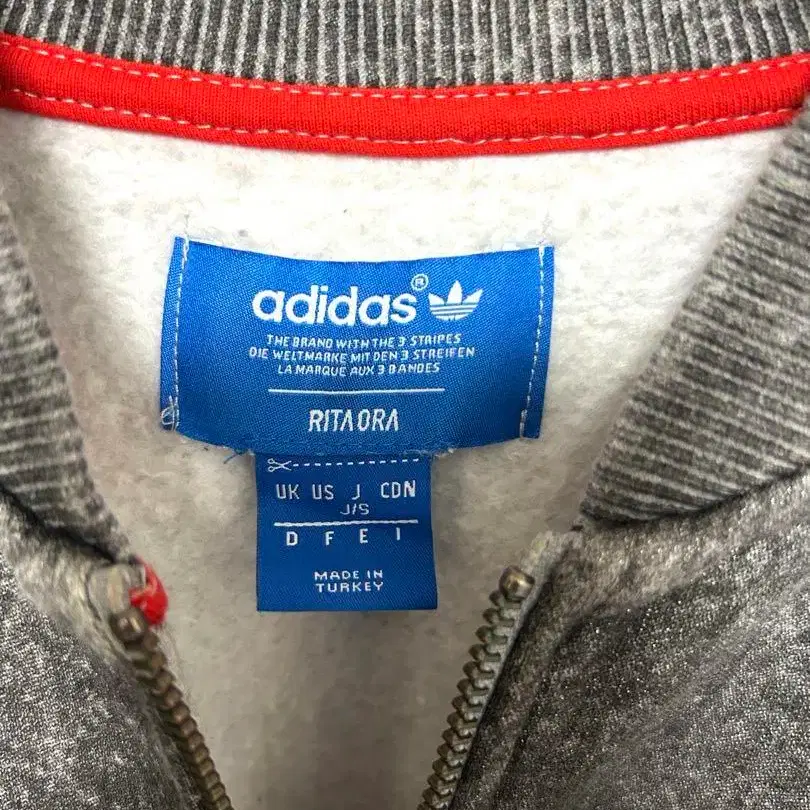 adidas®
THE BRAND WITH THE 3 STRIPES
DIE WELTMARKE MIT DEN 3 STREIFEN
LA MARQUE AUX 3 BANDES
RITA ORA
UK US J CDN
J/S
D F E I
MADE IN
TURKEY